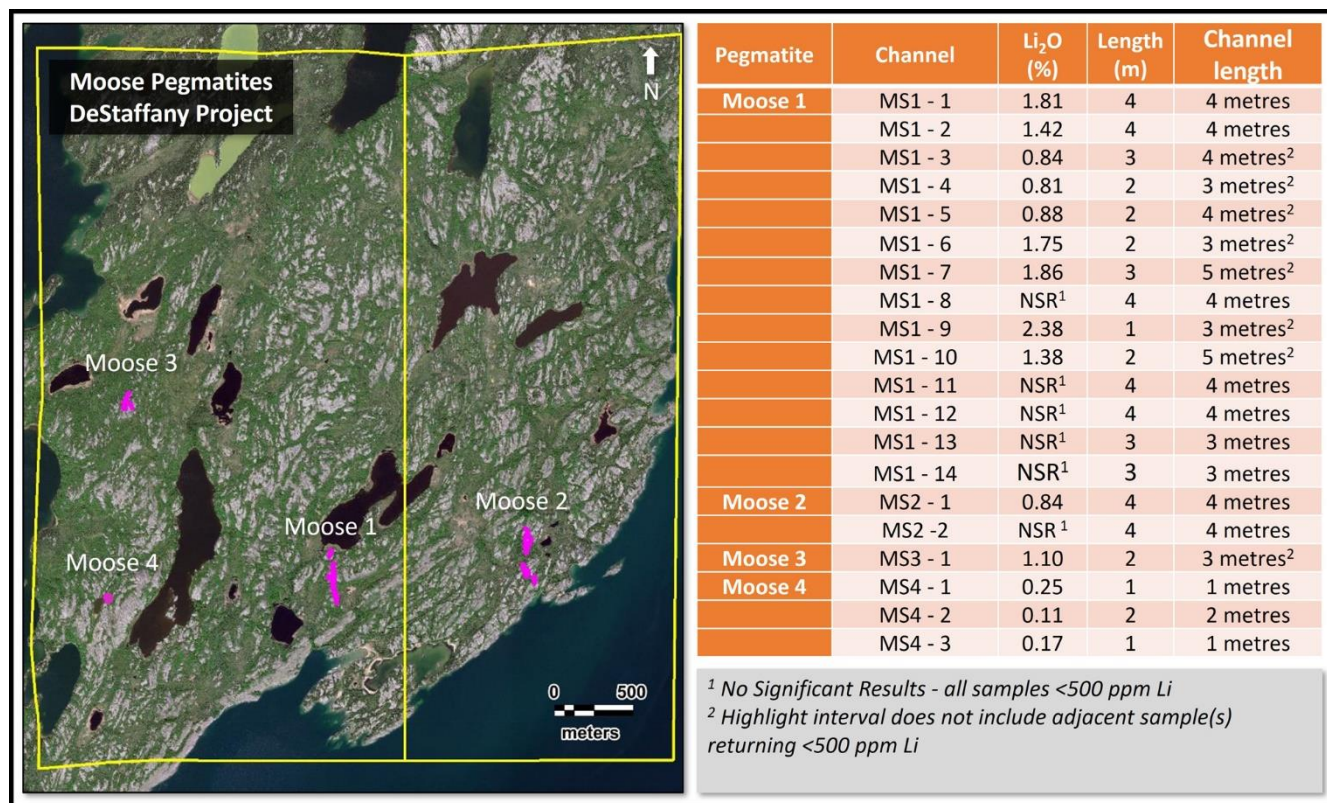 Moose Pegmatites
DeStaffany Project
N
Moose 3
Moose 1
Moose 2
Moose 4
0 500
meters
Pegmatite Channel Li₂O (%) Length (m) Channel length
Moose 1 MS1 - 1 1.81 4 4 metres
MS1 - 2 1.42 4 4 metres
MS1 - 3 0.84 3 4 metres²
MS1 - 4 0.81 2 3 metres²
MS1 - 5 0.88 2 4 metres²
MS1 - 6 1.75 2 3 metres²
MS1 - 7 1.86 3 5 metres²
MS1 - 8 NSR¹ 4 4 metres
MS1 - 9 2.38 1 3 metres²
MS1 - 10 1.38 2 5 metres²
MS1 - 11 NSR¹ 4 4 metres
MS1 - 12 NSR¹ 4 4 metres
MS1 - 13 NSR¹ 3 3 metres
MS1 - 14 NSR¹ 3 3 metres
Moose 2 MS2 - 1 0.84 4 4 metres
MS2 -2 NSR ¹ 4 4 metres
Moose 3 MS3 - 1 1.10 2 3 metres²
Moose 4 MS4 - 1 0.25 1 1 metres
MS4 - 2 0.11 2 2 metres
MS4 - 3 0.17 1 1 metres
¹ No Significant Results - all samples <500 ppm Li
² Highlight interval does not include adjacent sample(s)
returning <500 ppm Li